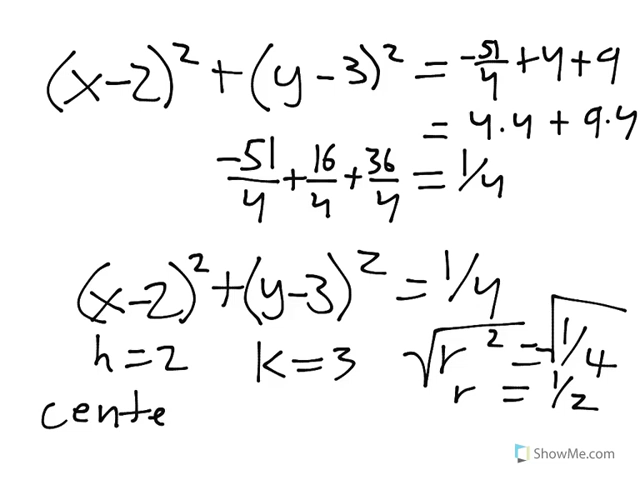 (x-2)² + (y-3)² = -51/4 + 4 + 9
= 4·4 + 9·4
-51/4 + 16/4 + 36/4 = 1/4
(x-2)² + (y-3)² = 1/4
h = 2 k = 3 √r² = √1/4
r = 1/2
cente
ShowMe.com